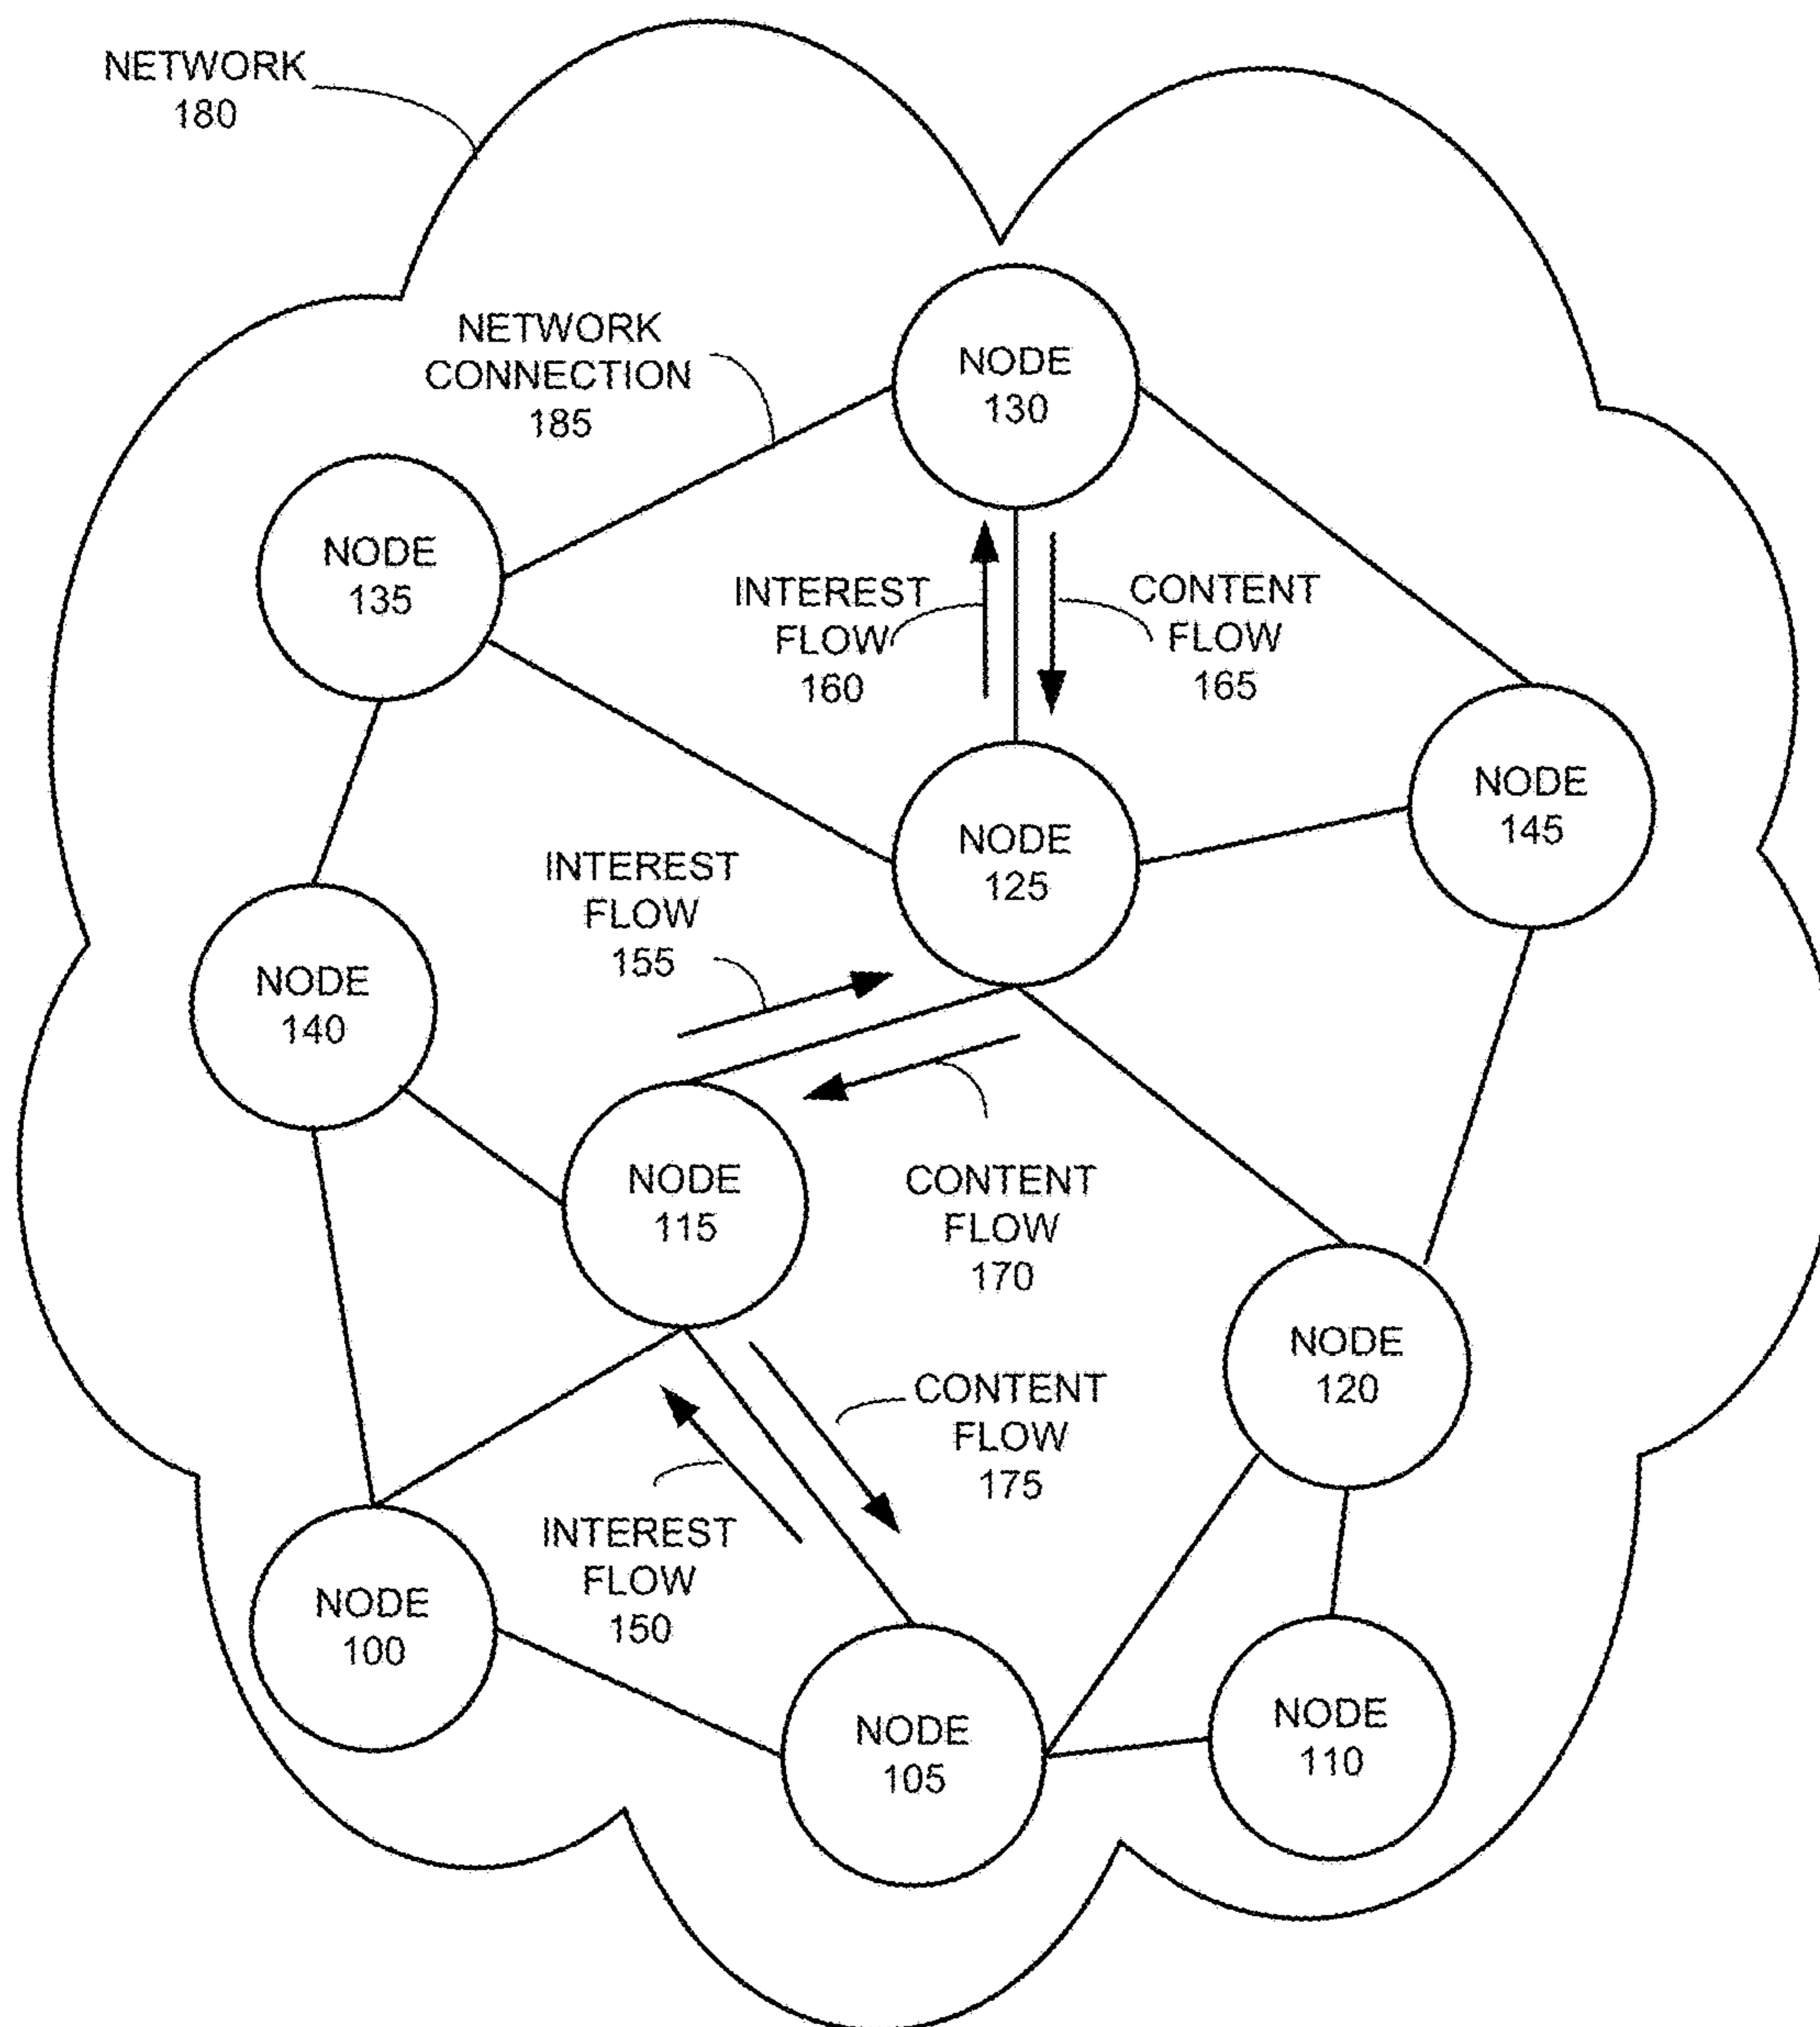 NETWORK
180
NETWORK
CONNECTION
185
NODE
130
NODE
135
INTEREST
FLOW
160
CONTENT
FLOW
165
NODE
145
NODE
125
INTEREST
FLOW
155
NODE
140
NODE
115
CONTENT
FLOW
170
NODE
120
CONTENT
FLOW
175
INTEREST
FLOW
150
NODE
100
NODE
105
NODE
110